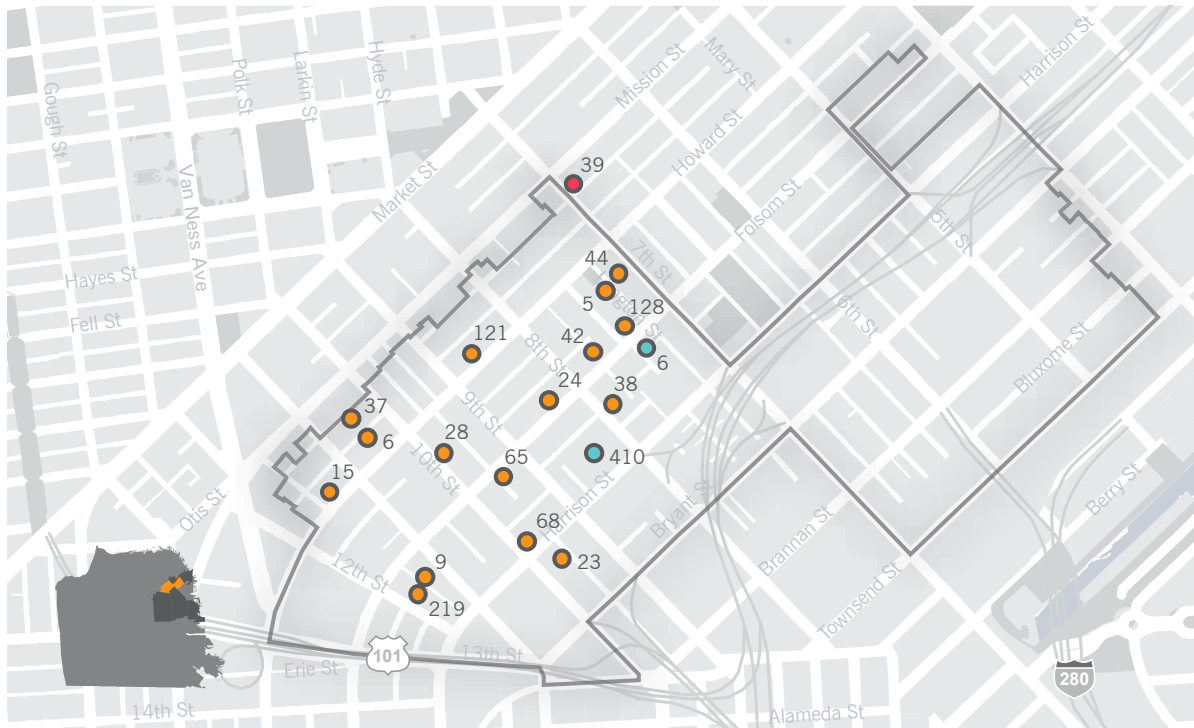 Harrison St
Mary St
Hyde St
Larkin St
Polk St
Mission St
Gough St
Howard St
39
Van Ness Ave
Market St
Folsom St
5th St
7th St
44
Hayes St
5
128
6th St
Fell St
121
42
8th St
6
Bluxome St
24
38
37
9th St
6
28
10th St
65
410
15
Harrison St
Bryant St
Berry St
Otis St
68
Brannan St
23
12th St
9
219
Townsend St
101
13th St
Erie St
280
14th St
Alameda St